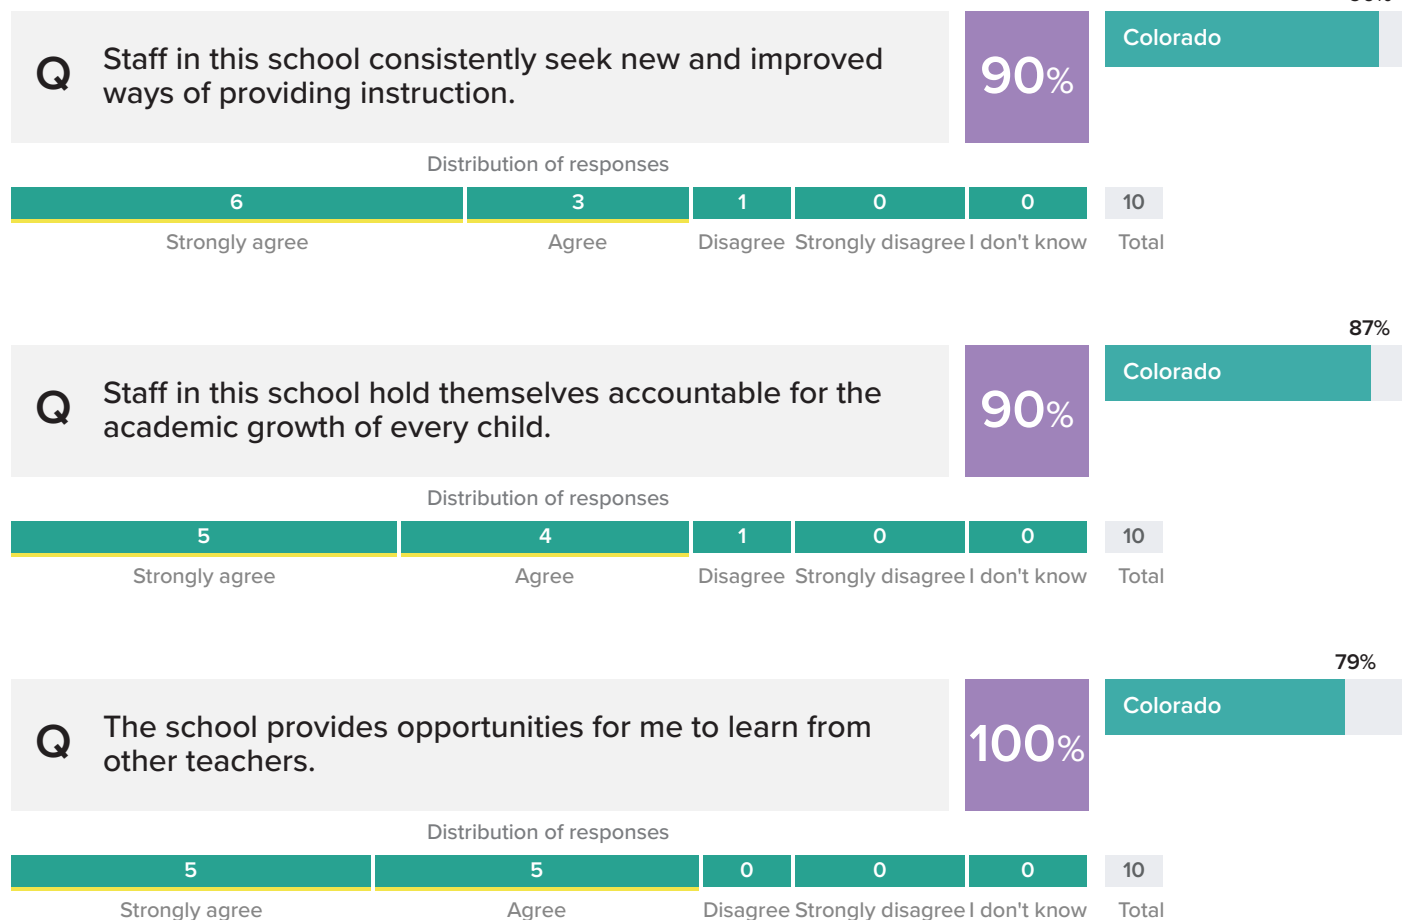 Q
Staff in this school consistently seek new and improved
ways of providing instruction.
90%
Colorado
Distribution of responses
6 3 1 0 0 10
Strongly agree Agree Disagree Strongly disagree I don't know Total
87%
Q
Staff in this school hold themselves accountable for the
academic growth of every child.
90%
Colorado
Distribution of responses
5 4 1 0 0 10
Strongly agree Agree Disagree Strongly disagree I don't know Total
79%
Q
The school provides opportunities for me to learn from
other teachers.
100%
Colorado
Distribution of responses
5 5 0 0 0 10
Strongly agree Agree Disagree Strongly disagree I don't know Total